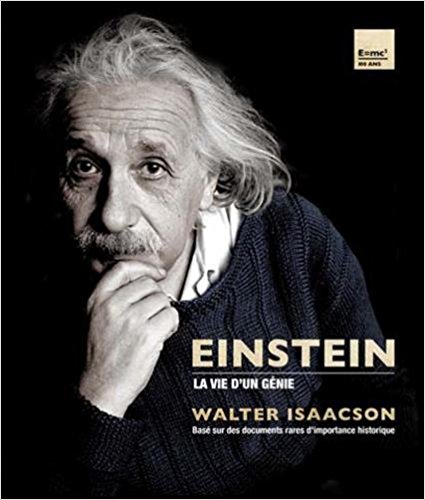 E=mc²
100 ANS
EINSTEIN
LA VIE D'UN GÉNIE
WALTER ISAACSON
Basé sur des documents rares d'importance historique